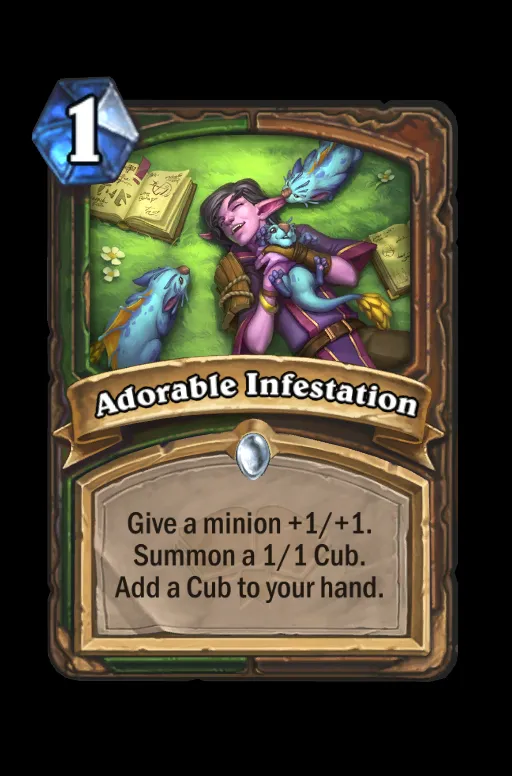 1
Adorable Infestation
Give a minion +1/+1.
Summon a 1/1 Cub.
Add a Cub to your hand.